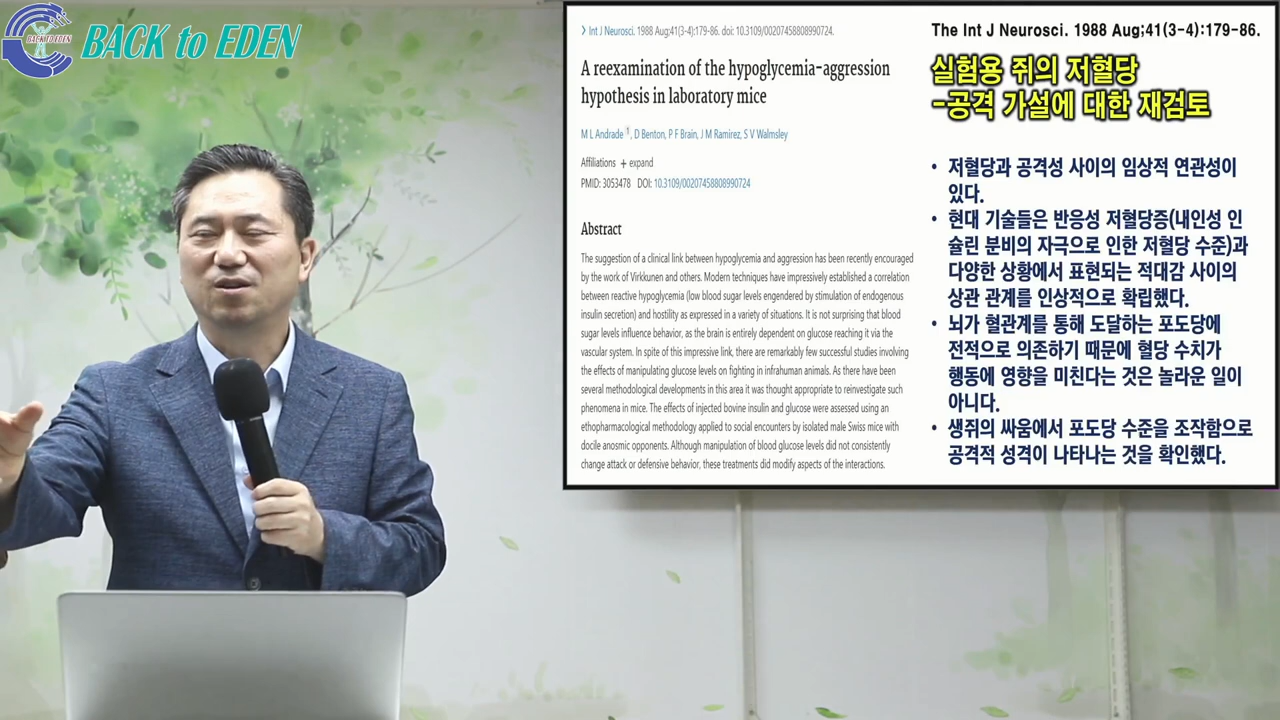 BACK to EDEN
BACK to EDEN
Int J Neurosci. 1988 Aug;41(3-4):179-86. doi: 10.3109/00207458808990724.
A reexamination of the hypoglycemia-aggression
hypothesis in laboratory mice
M L Andrade 1, D Benton, P F Brain, J M Ramirez, S V Walmsley
Affiliations + expand
PMID: 3053478 DOI: 10.3109/00207458808990724
Abstract
The suggestion of a clinical link between hypoglycemia and aggression has been recently encouraged
by the work of Virkkunen and others. Modern techniques have impressively established a correlation
between reactive hypoglycemia (low blood sugar levels engendered by stimulation of endogenous
insulin secretion) and hostility as expressed in a variety of situations. It is not surprising that blood
sugar levels influence behavior, as the brain is entirely dependent on glucose reaching it via the
vascular system. In spite of this impressive link, there are remarkably few successful studies involving
the effects of manipulating glucose levels on fighting in infrahuman animals. As there have been
several methodological developments in this area it was thought appropriate to reinvestigate such
phenomena in mice. The effects of injected bovine insulin and glucose were assessed using an
ethopharmacological methodology applied to social encounters by isolated male Swiss mice with
docile anosmic opponents. Although manipulation of blood glucose levels did not consistently
change attack or defensive behavior, these treatments did modify aspects of the interactions.
The Int J Neurosci. 1988 Aug;41(3-4):179-86.
실험용 쥐의 저혈당
-공격 가설에 대한 재검토
• 저혈당과 공격성 사이의 임상적 연관성이
있다.
• 현대 기술들은 반응성 저혈당증(내인성 인
슐린 분비의 자극으로 인한 저혈당 수준)과
다양한 상황에서 표현되는 적대감 사이의
상관 관계를 인상적으로 확립했다.
• 뇌가 혈관계를 통해 도달하는 포도당에
전적으로 의존하기 때문에 혈당 수치가
행동에 영향을 미친다는 것은 놀라운 일이
아니다.
• 생쥐의 싸움에서 포도당 수준을 조작함으로
공격적 성격이 나타나는 것을 확인했다.